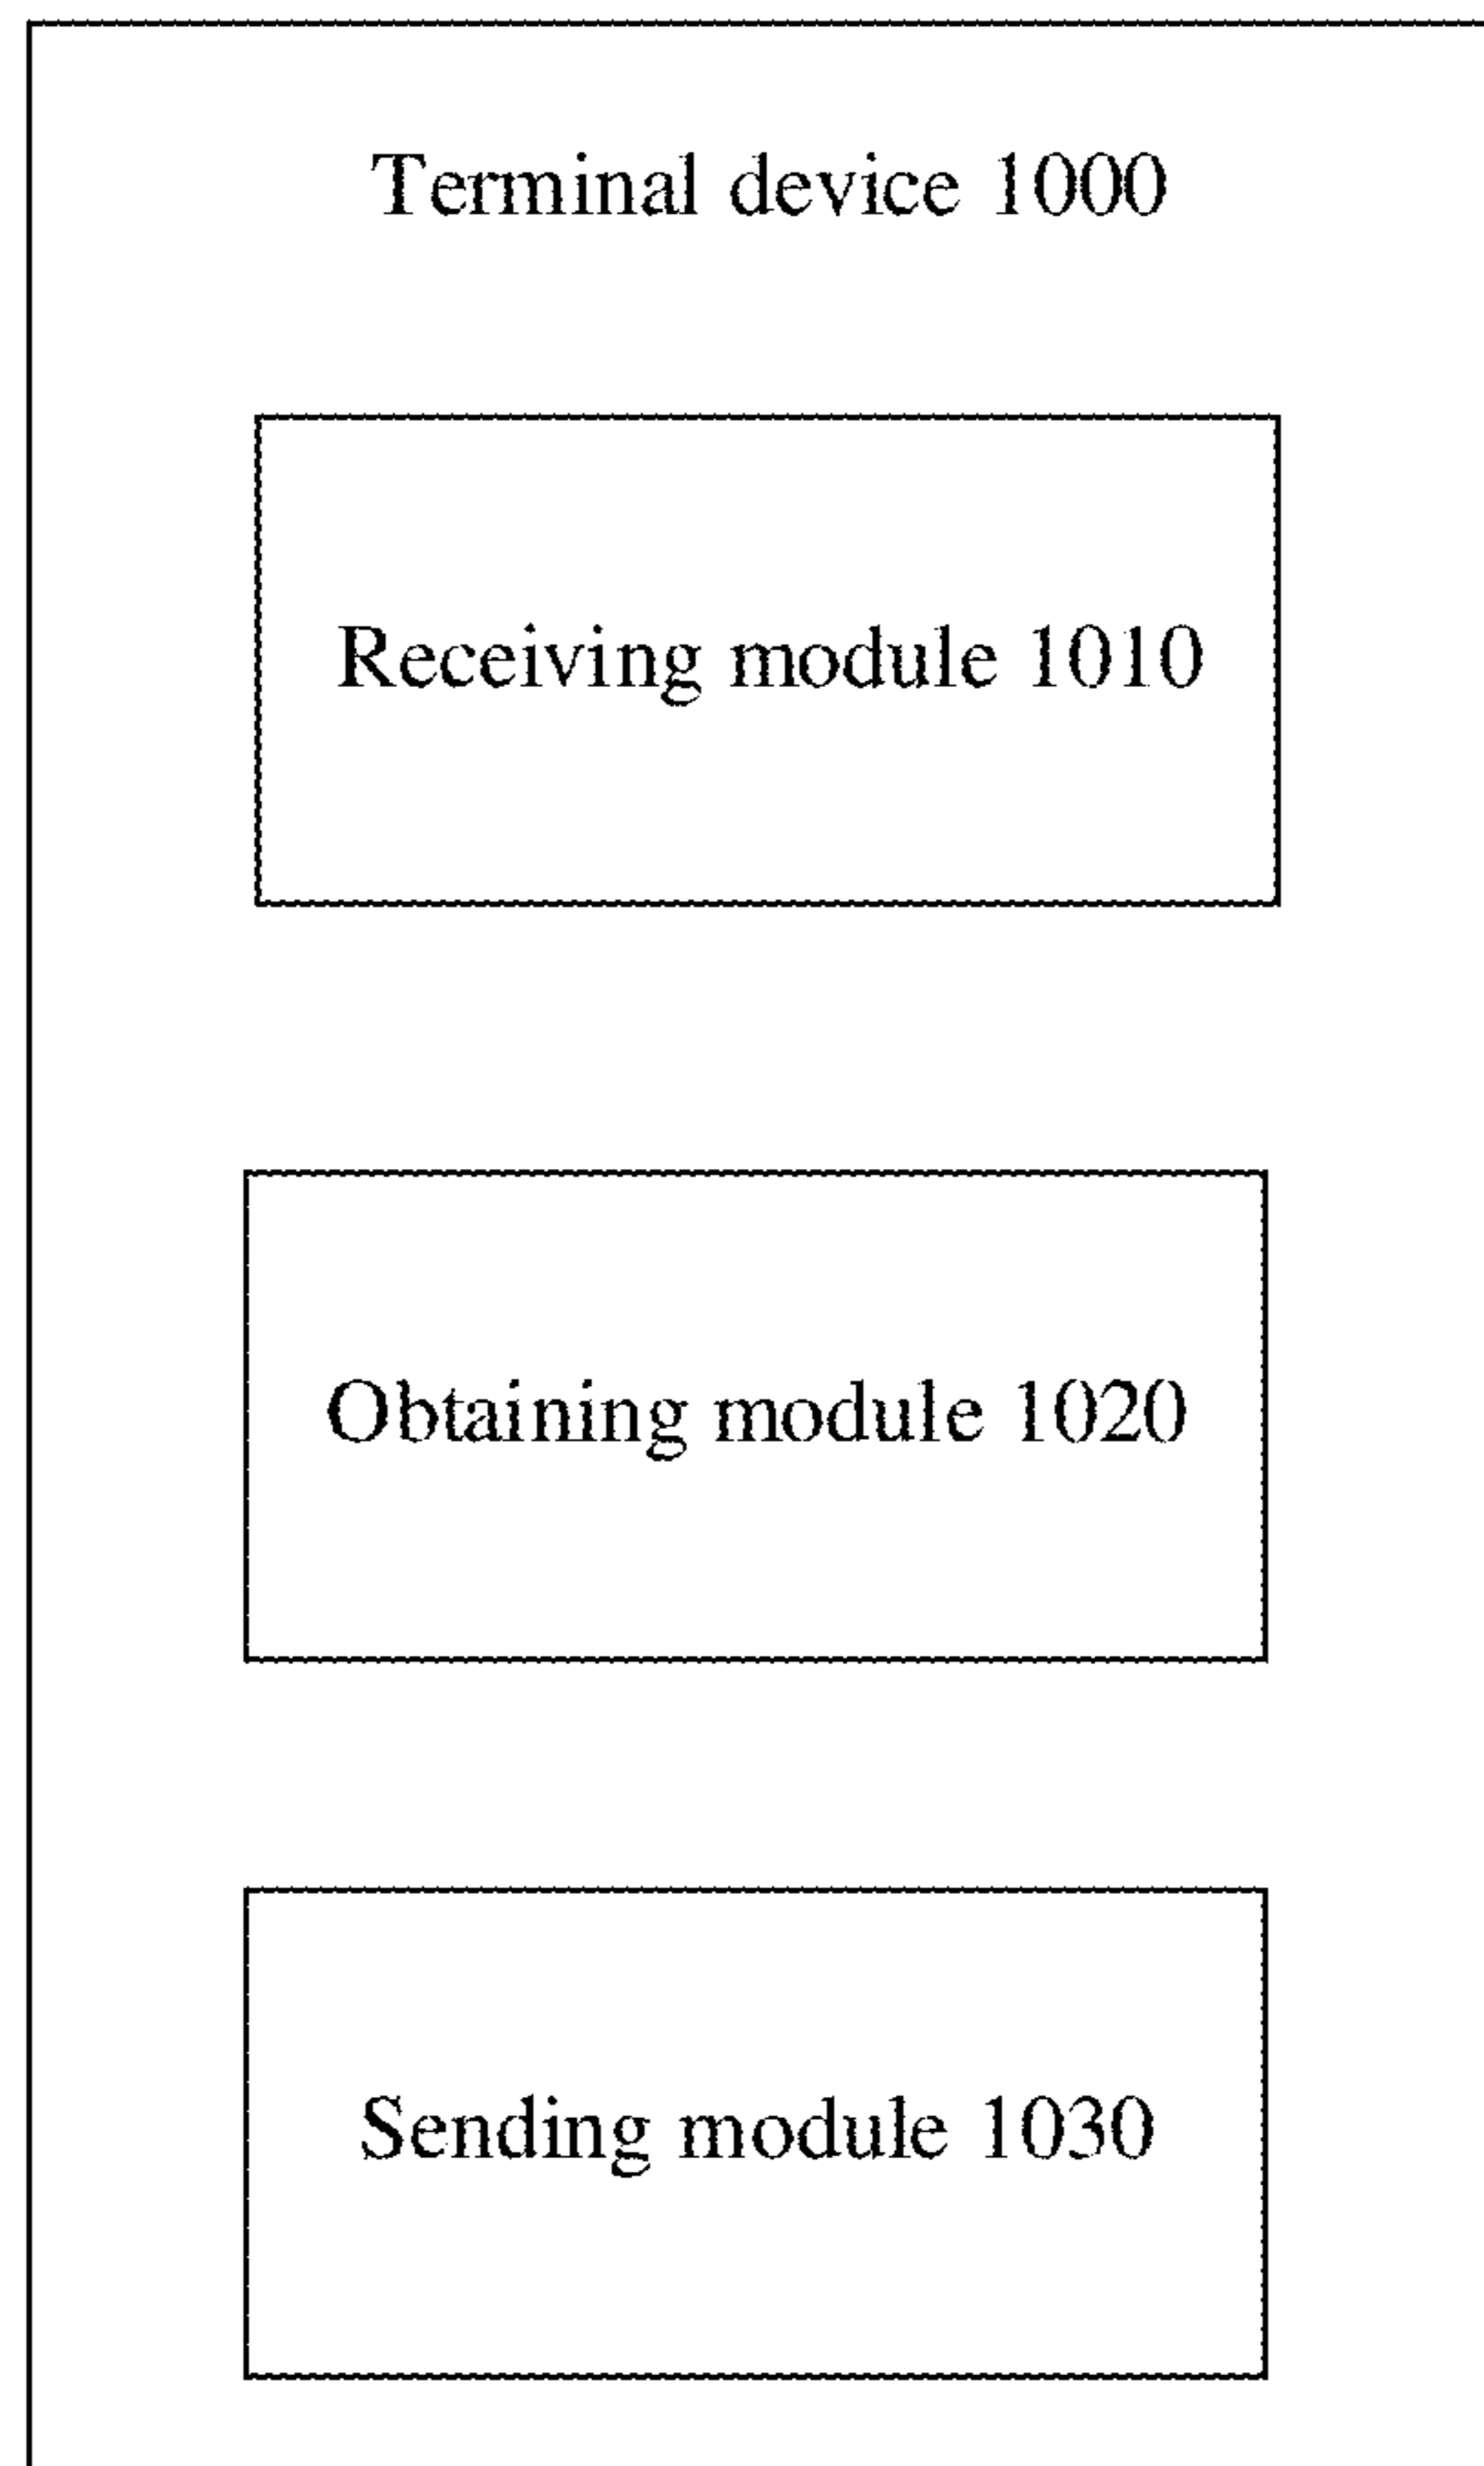 Terminal device 1000
Receiving module 1010
Obtaining module 1020
Sending module 1030